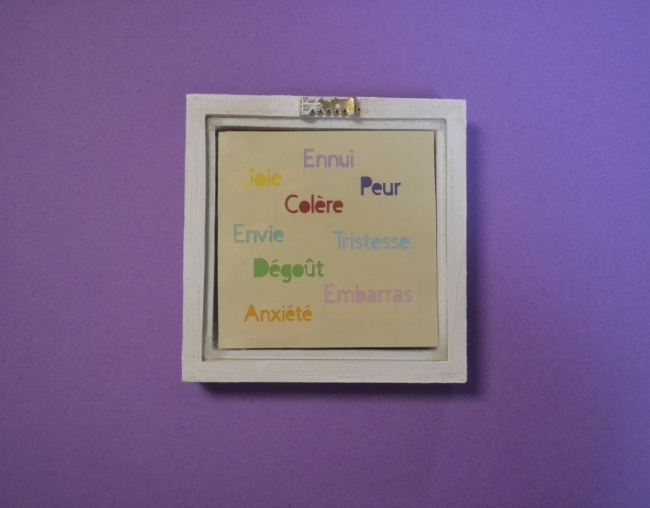 Ennui
Joie
Peur
Colère
Envie
Tristesse
Dégoût
Embarras
Anxiété